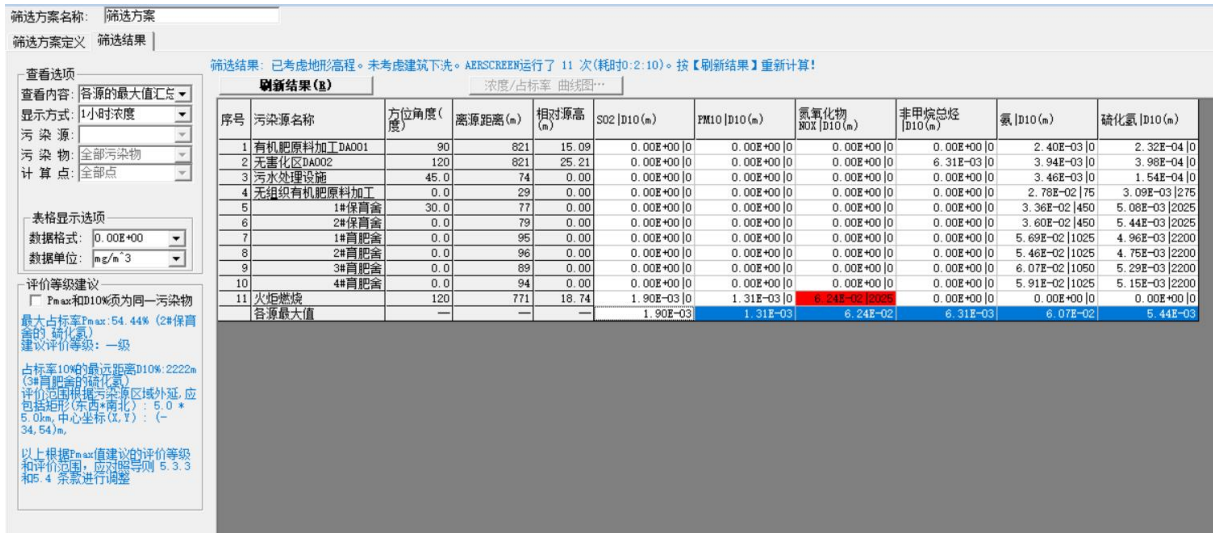 筛选方案名称: 筛选方案
筛选方案定义 筛选结果
查看选项
查看内容: 各源的最大值汇总
显示方式: 1小时浓度
污 染 源:
污 染 物: 全部污染物
计 算 点: 全部点
表格显示选项
数据格式: 0.00E+00
数据单位: mg/m^3
评价等级建议
Pmax和D10%须为同一污染物
最大占标率Pmax:54.44% (2#保育
舍的 硫化氢)
建议评价等级: 一级
占标率10%的最远距离D10%:2222m
(3#育肥舍的硫化氢)
评价范围根据污染源区域外延,应
包括矩形(东西*南北): 5.0 *
5.0km,中心坐标(X,Y): (-
34,54)m,
以上根据Pmax值建议的评价等级
和评价范围,应对照导则 5.3.3
和5.4 条款进行调整
筛选结果: 已考虑地形高程。未考虑建筑下洗。AERSCREEN运行了 11 次(耗时0:2:10)。按【刷新结果】重新计算!
刷新结果(R) 浓度/占标率 曲线图…
序号 污染源名称 方位角度(度) 离源距离(m) 相对源高(m) SO2|D10(m) PM10|D10(m) 氮氧化物NOX|D10(m) 非甲烷总烃|D10(m) 氨|D10(m) 硫化氢|D10(m)
1 有机肥原料加工DA001 90 821 15.09 0.00E+00|0 0.00E+00|0 0.00E+00|0 0.00E+00|0 2.40E-03|0 2.32E-04|0
2 无害化区DA002 120 821 25.21 0.00E+00|0 0.00E+00|0 0.00E+00|0 6.31E-03|0 3.94E-03|0 3.98E-04|0
3 污水处理设施 45.0 74 0.00 0.00E+00|0 0.00E+00|0 0.00E+00|0 0.00E+00|0 3.46E-03|0 1.54E-04|0
4 无组织有机肥原料加工 0.0 29 0.00 0.00E+00|0 0.00E+00|0 0.00E+00|0 0.00E+00|0 2.78E-02|75 3.09E-03|275
5 1#保育舍 30.0 77 0.00 0.00E+00|0 0.00E+00|0 0.00E+00|0 0.00E+00|0 3.36E-02|450 5.08E-03|2025
6 2#保育舍 0.0 79 0.00 0.00E+00|0 0.00E+00|0 0.00E+00|0 0.00E+00|0 3.60E-02|450 5.44E-03|2025
7 1#育肥舍 0.0 95 0.00 0.00E+00|0 0.00E+00|0 0.00E+00|0 0.00E+00|0 5.69E-02|1025 4.96E-03|2200
8 2#育肥舍 0.0 96 0.00 0.00E+00|0 0.00E+00|0 0.00E+00|0 0.00E+00|0 5.46E-02|1025 4.75E-03|2200
9 3#育肥舍 0.0 89 0.00 0.00E+00|0 0.00E+00|0 0.00E+00|0 0.00E+00|0 6.07E-02|1050 5.29E-03|2200
10 4#育肥舍 0.0 94 0.00 0.00E+00|0 0.00E+00|0 0.00E+00|0 0.00E+00|0 5.91E-02|1025 5.15E-03|2200
11 火炬燃烧 120 771 18.74 1.90E-03|0 1.31E-03|0 6.24E-02|2025 0.00E+00|0 0.00E+00|0 0.00E+00|0
各源最大值 — — — 1.90E-03 1.31E-03 6.24E-02 6.31E-03 6.07E-02 5.44E-03